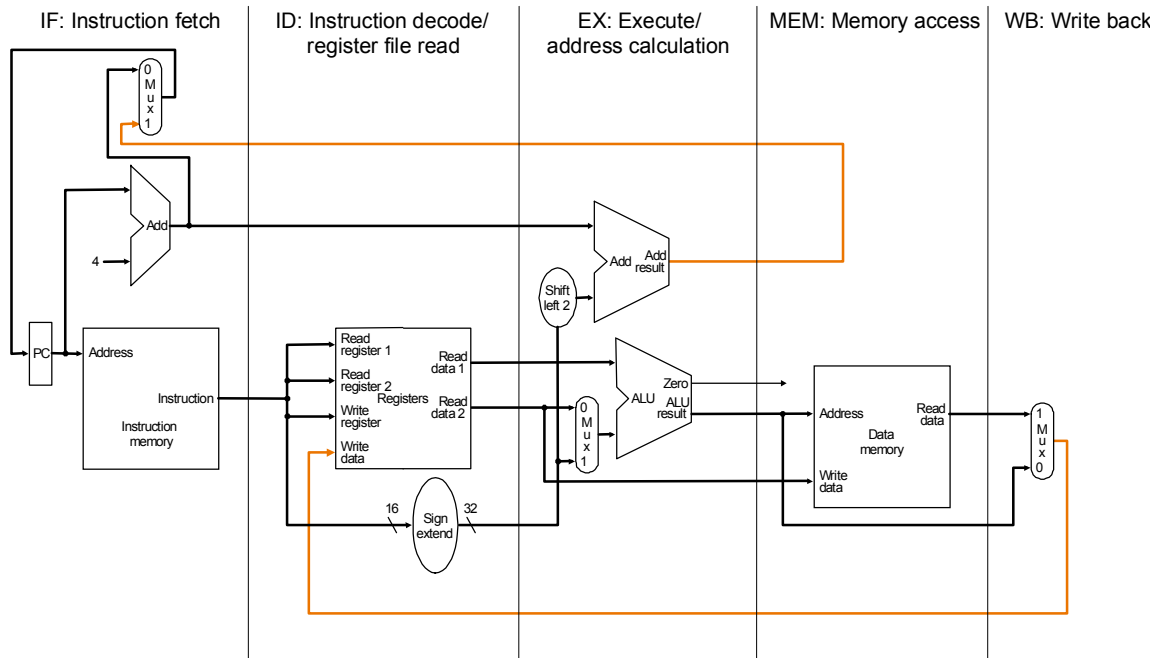 IF: Instruction fetch
ID: Instruction decode/
register file read
EX: Execute/
address calculation
MEM: Memory access
WB: Write back
0
M
u
x
1
Add
4
Add
Add
result
Shift
left 2
PC
Address
Instruction
Instruction
memory
Read
register 1
Read
register 2
Write
register
Write
data
Registers
Read
data 1
Read
data 2
0
M
u
x
1
ALU
Zero
ALU
result
Address
Write
data
Data
memory
Read
data
1
M
u
x
0
16
Sign
extend
32